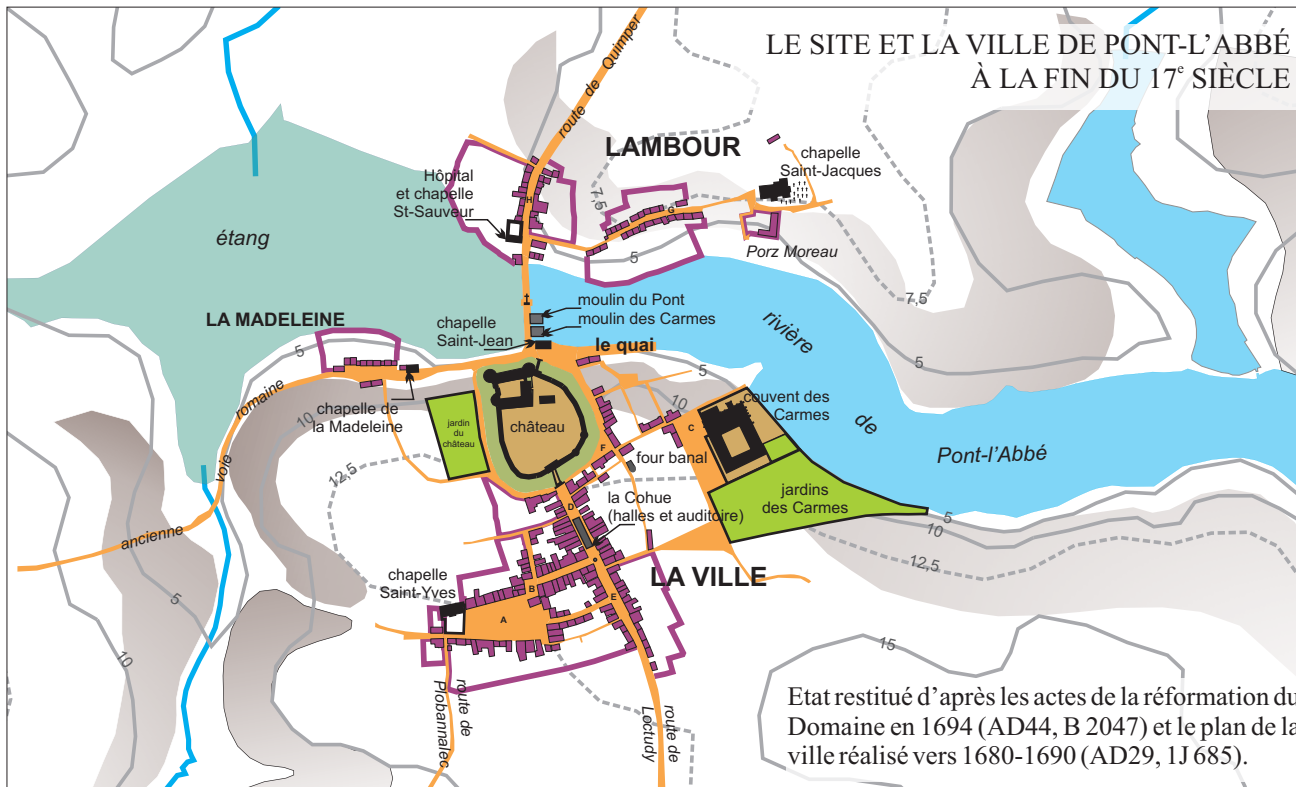 LE SITE ET LA VILLE DE PONT-L'ABBÉ
À LA FIN DU 17e SIÈCLE
route de Quimper
LAMBOUR
chapelle
Saint-Jacques
Hôpital
et chapelle
St-Sauveur
H
7,5
G
étang
5
Porz Moreau
7,5
moulin du Pont
moulin des Carmes
LA MADELEINE
chapelle
Saint-Jean
le quai
rivière
de
Pont-l'Abbé
5
5
5
10
10
ancienne
voie
romaine
chapelle de
la Madeleine
jardin
du
château
château
couvent des
Carmes
C
F
four banal
12,5
la Cohue
(halles et auditoire)
D
jardins
des Carmes
5
10
12,5
LA VILLE
chapelle
Saint-Yves
B
E
A
5
10
15
route de
Plobannalec
route de
Loctudy
Etat restitué d'après les actes de la réformation du
Domaine en 1694 (AD44, B 2047) et le plan de la
ville réalisé vers 1680-1690 (AD29, 1J 685).